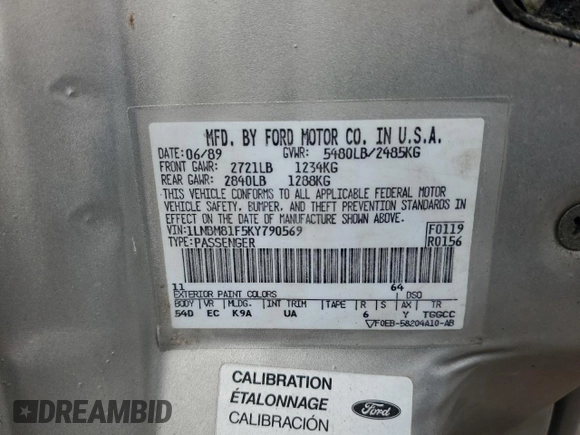 MFD. BY FORD MOTOR CO. IN U.S.A.
DATE: 06/89 GVWR: 5480LB/2485KG
FRONT GAWR: 2721LB 1234KG
REAR GAWR: 2840LB 1288KG
THIS VEHICLE CONFORMS TO ALL APPLICABLE FEDERAL MOTOR
VEHICLE SAFETY, BUMPER, AND THEFT PREVENTION STANDARDS IN
EFFECT ON THE DATE OF MANUFACTURE SHOWN ABOVE.
VIN: 1LNBM81F5KY790569 F0119
TYPE: PASSENGER R0156
11 64
EXTERIOR PAINT COLORS DSO
BODY VR MLDG. INT TRIM TAPE R S AX TR
54D EC K9A UA 6 Y TGGCC
F0EB-58204A10-AB
CALIBRATION
ÉTALONNAGE
CALIBRACIÓN
Ford
DREAMBID